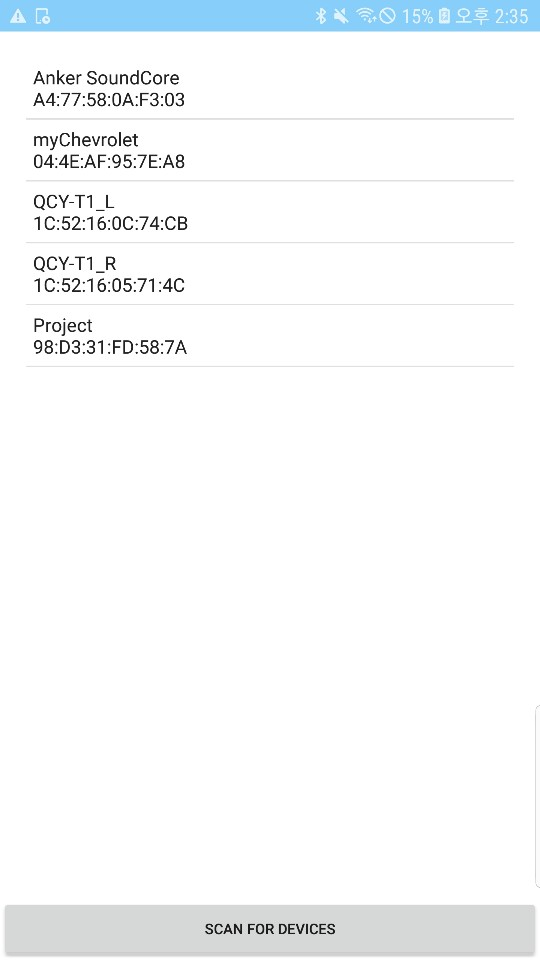 15% 오후 2:35
Anker SoundCore
A4:77:58:0A:F3:03
myChevrolet
04:4E:AF:95:7E:A8
QCY-T1_L
1C:52:16:0C:74:CB
QCY-T1_R
1C:52:16:05:71:4C
Project
98:D3:31:FD:58:7A
SCAN FOR DEVICES